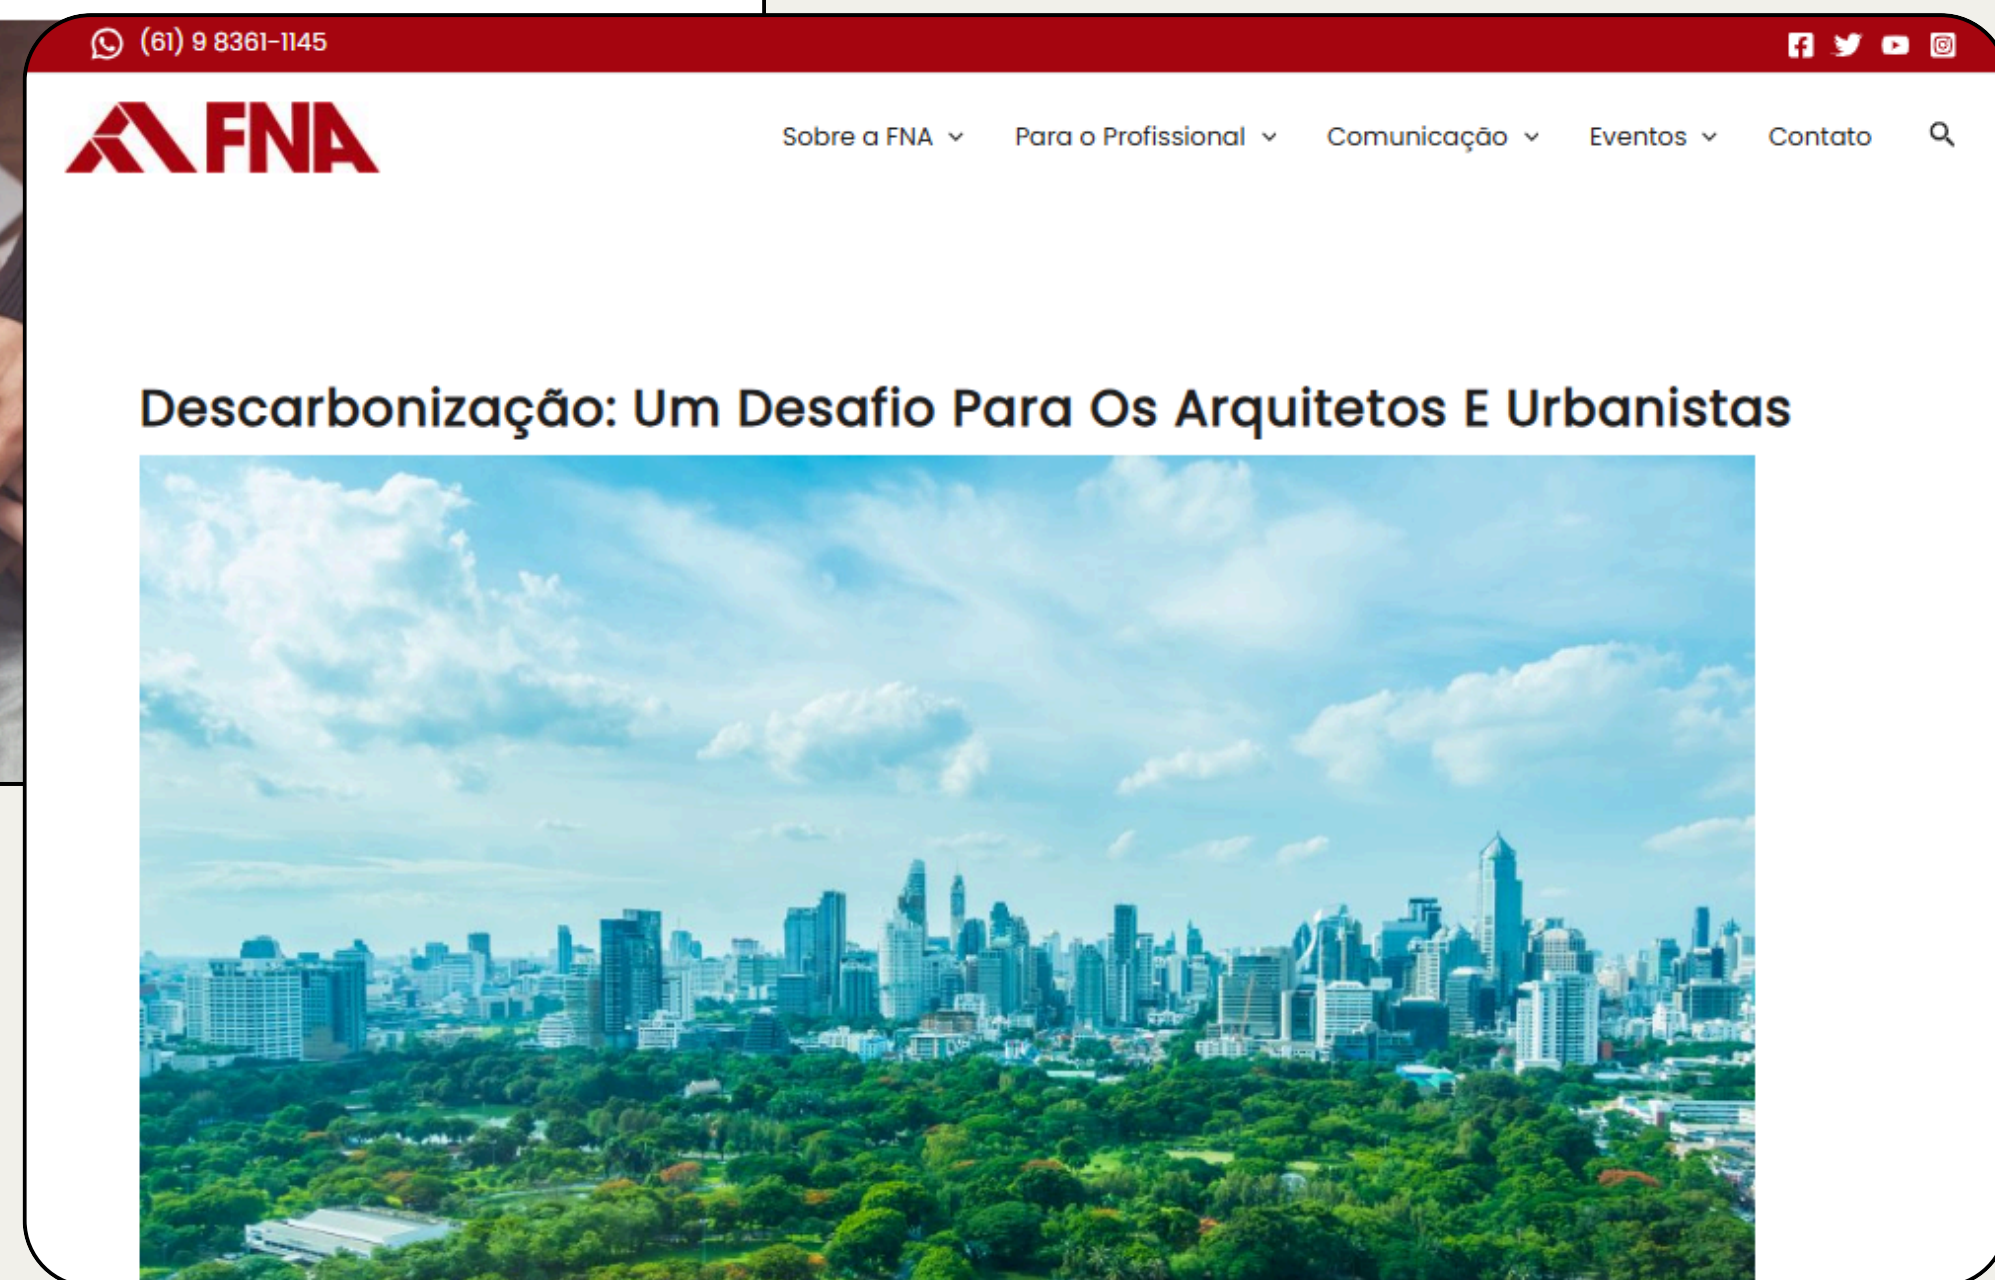 (61) 9 8361-1145
FNA
Sobre a FNA Para o Profissional Comunicação Eventos Contato
Descarbonização: Um Desafio Para Os Arquitetos E Urbanistas